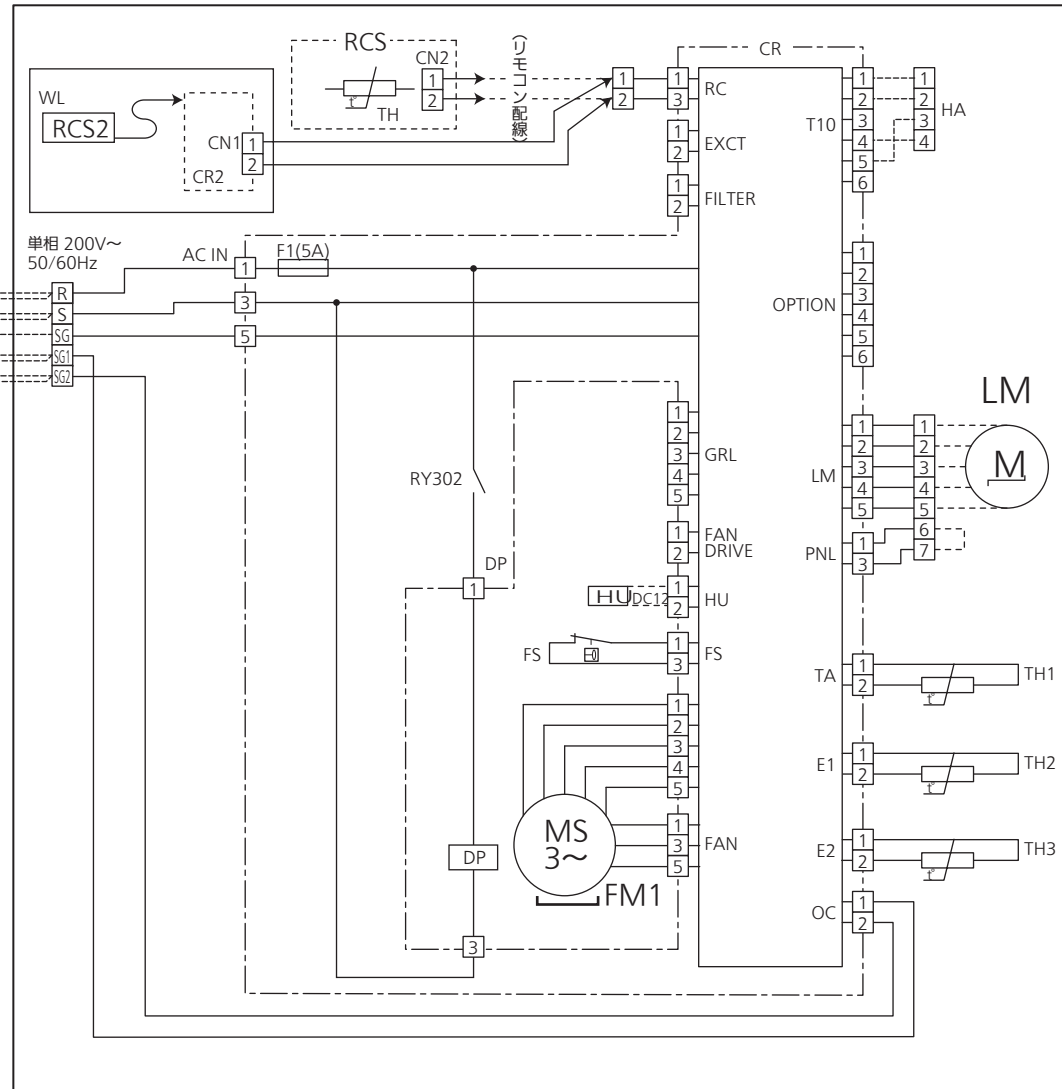 RCS
CN2
1
2
t°
TH
(リモコン配線)
1
2
WL
RCS2
CN1
1
2
CR2
CR
1
3
RC
1
2
EXCT
1
2
FILTER
1
2
3
4
5
6
T10
1
2
3
4
HA
単相 200V～
50/60Hz
AC IN
1
F1(5A)
3
5
R
S
SG
SG1
SG2
1
2
3
4
5
6
OPTION
1
2
3
4
5
GRL
RY302
1
2
FAN
DRIVE
DP
1
HU
DC12
1
2
HU
FS
1
3
FS
1
2
3
4
5
1
3
5
FAN
MS
3～
FM1
DP
3
LM
M
LM
1
2
3
4
5
1
2
3
4
5
6
7
PNL
1
3
TA
1
2
t°
TH1
E1
1
2
t°
TH2
E2
1
2
t°
TH3
OC
1
2